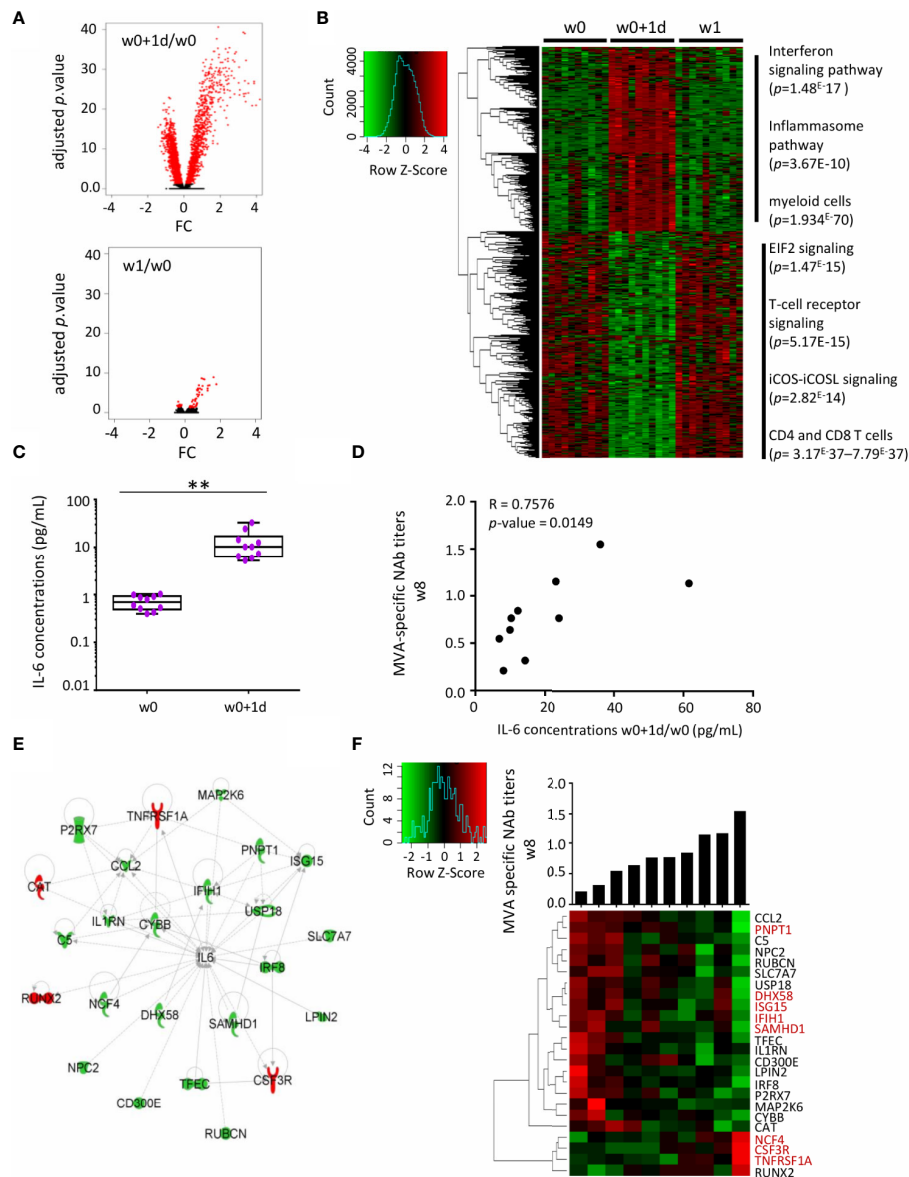 A
w0+1d/w0
40
30
20
10
0.0
adjusted p.value
-4
-2
0
2
4
FC
w1/w0
40
30
20
10
0
adjusted p.value
-4
-2
0
2
4
FC
B
w0
w0+1d
w1
Count
0
2000
4000
-4
-2
0
2
4
Row Z-Score
Interferon
signaling pathway
(p=1.48E-17 )
Inflammasome
pathway
(p=3.67E-10)
myeloid cells
(p=1.934E-70)
EIF2 signaling
(p=1.47E-15)
T-cell receptor
signaling
(p=5.17E-15)
iCOS-iCOSL signaling
(p=2.82E-14)
CD4 and CD8 T cells
(p= 3.17E-37–7.79E-37)
C
**
100
10
1
0.1
0.01
IL-6 concentrations (pg/mL)
w0
w0+1d
D
R = 0.7576
p-value = 0.0149
2.0
1.5
1.0
0.5
0.0
MVA-specific NAb titers
w8
0
20
40
60
80
IL-6 concentrations w0+1d/w0 (pg/mL)
E
MAP2K6
TNFRSF1A
P2RX7
PNPT1
ISG15
CCL2
CAT
IFIH1
IL1RN
CYBB
USP18
C5
SLC7A7
IL6
IRF8
RUNX2
NCF4
DHX58
SAMHD1
LPIN2
NPC2
TFEC
CSF3R
CD300E
RUBCN
F
12
10
8
6
4
2
0
Count
-2
-1
0
1
2
Row Z-Score
2.0
1.5
1.0
0.5
0.0
MVA specific NAb titers
w8
CCL2
PNPT1
C5
NPC2
RUBCN
SLC7A7
USP18
DHX58
ISG15
IFIH1
SAMHD1
TFEC
IL1RN
CD300E
LPIN2
IRF8
P2RX7
MAP2K6
CYBB
CAT
NCF4
CSF3R
TNFRSF1A
RUNX2